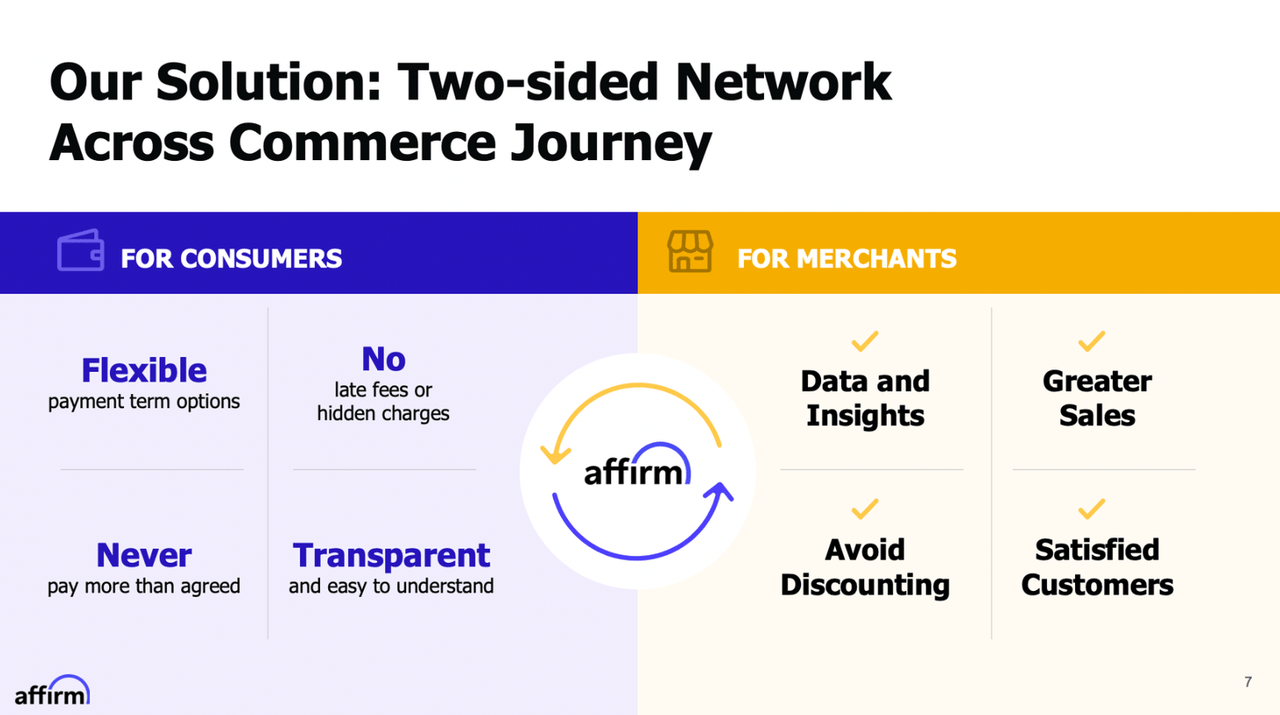 Our Solution: Two-sided Network
Across Commerce Journey
FOR CONSUMERS
Flexible
payment term options
No
late fees or
hidden charges
Never
pay more than agreed
Transparent
and easy to understand
affirm
FOR MERCHANTS
Data and
Insights
Greater
Sales
Avoid
Discounting
Satisfied
Customers
affirm
7